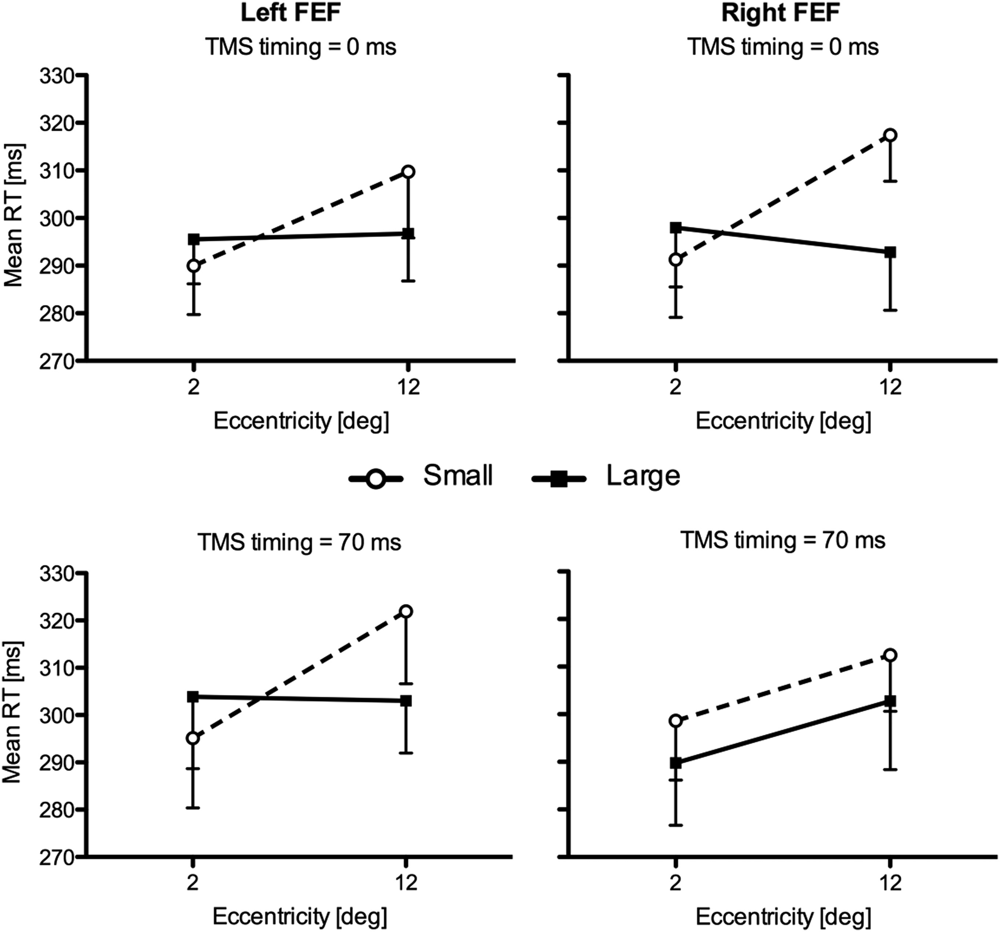 Left FEF
TMS timing = 0 ms
Right FEF
TMS timing = 0 ms
Mean RT [ms]
330
320
310
300
290
280
270
2
12
Eccentricity [deg]
2
12
Eccentricity [deg]
Small
Large
TMS timing = 70 ms
TMS timing = 70 ms
Mean RT [ms]
330
320
310
300
290
280
270
2
12
Eccentricity [deg]
2
12
Eccentricity [deg]